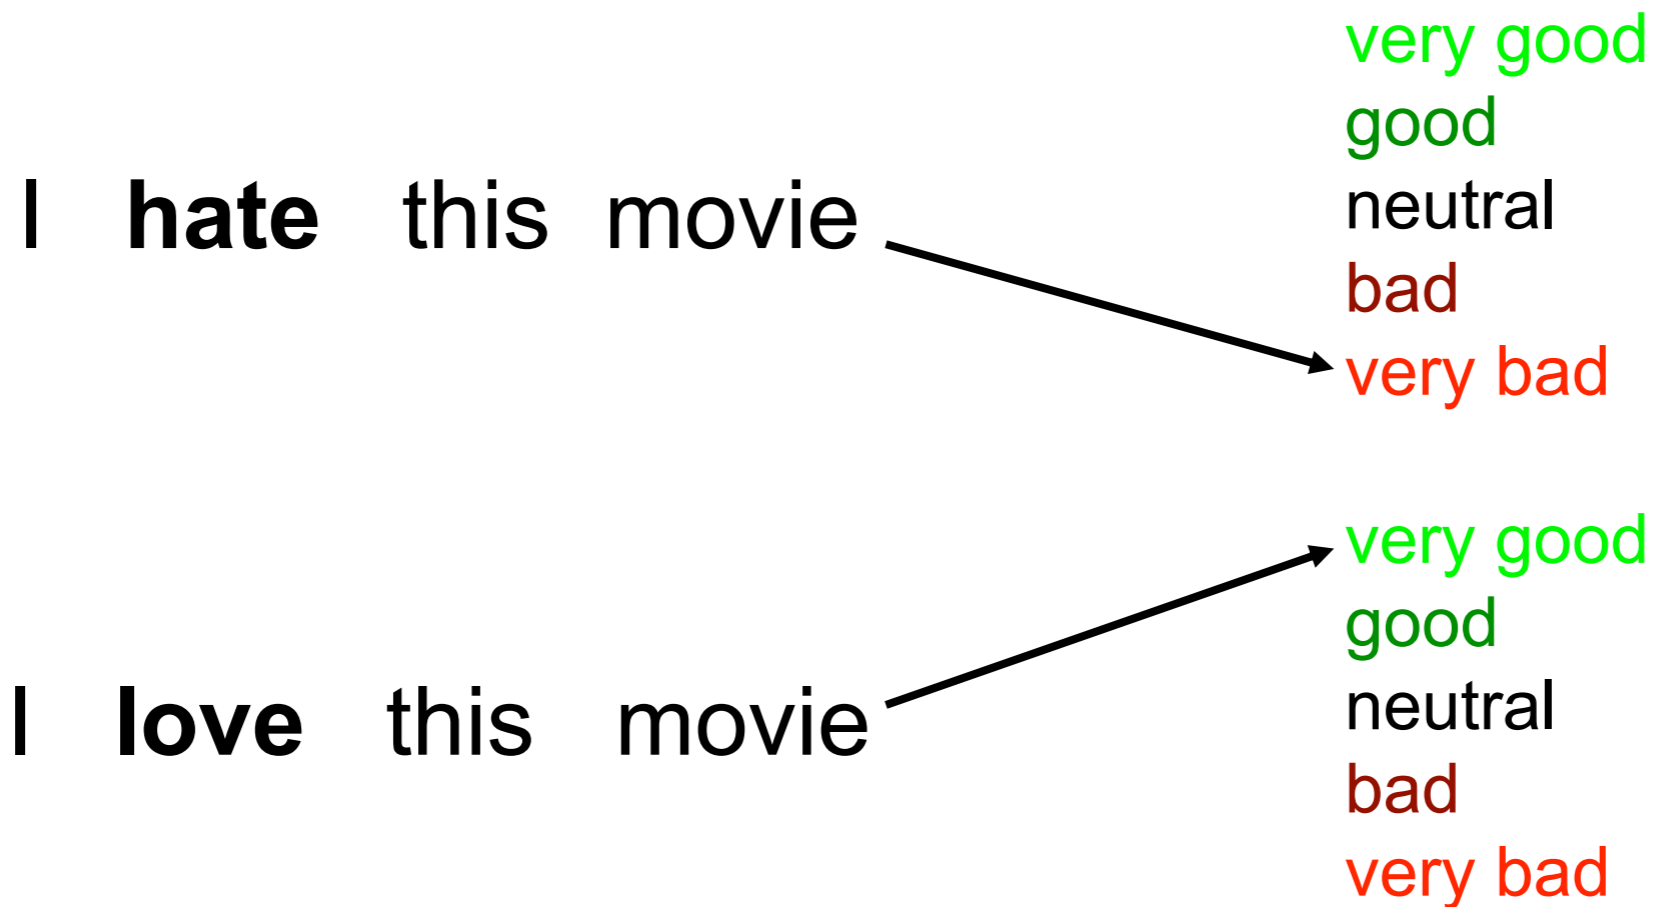 very good
good
I hate this movie
neutral
bad
very bad
very good
good
I love this movie
neutral
bad
very bad